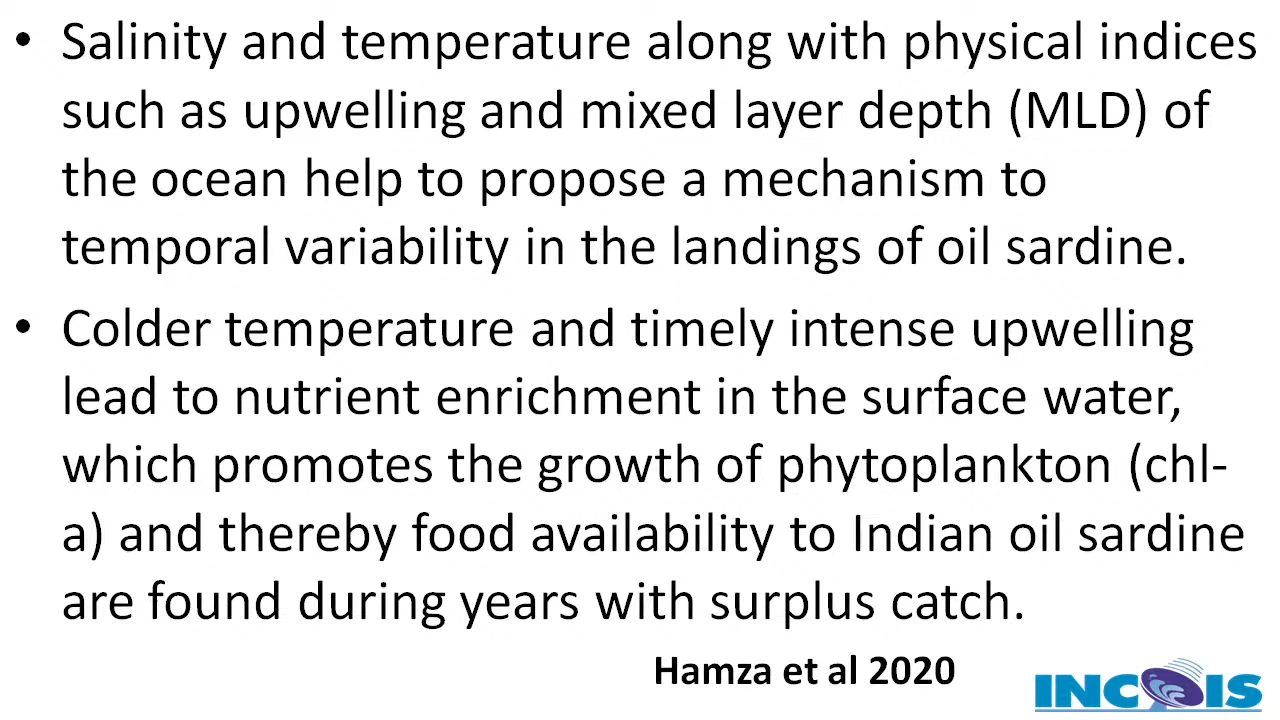 • Salinity and temperature along with physical indices
such as upwelling and mixed layer depth (MLD) of
the ocean help to propose a mechanism to
temporal variability in the landings of oil sardine.
• Colder temperature and timely intense upwelling
lead to nutrient enrichment in the surface water,
which promotes the growth of phytoplankton (chl-
a) and thereby food availability to Indian oil sardine
are found during years with surplus catch.
Hamza et al 2020
INCOIS